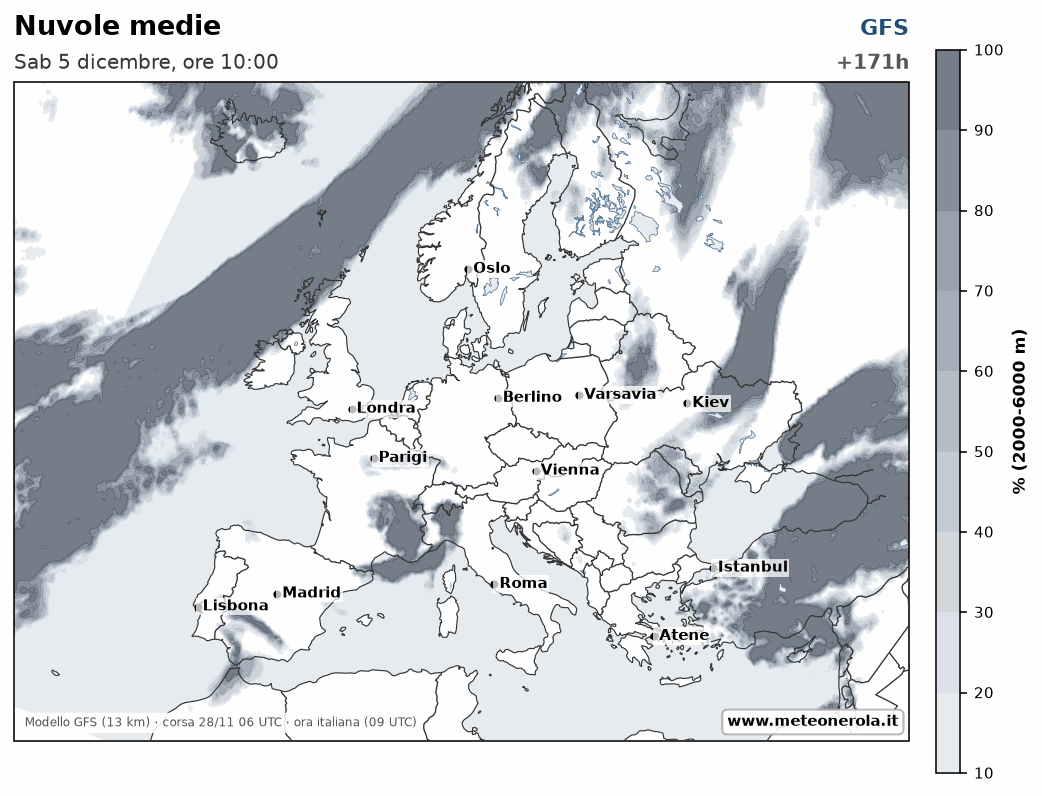 Nuvole medie
GFS
Sab 5 dicembre, ore 10:00
+171h
100
90
80
70
60
50
40
30
20
10
% (2000-6000 m)
Oslo
Berlino
Varsavia
Kiev
Londra
Parigi
Vienna
Istanbul
Roma
Madrid
Lisbona
Atene
Modello GFS (13 km) · corsa 28/11 06 UTC · ora italiana (09 UTC)
www.meteonerola.it